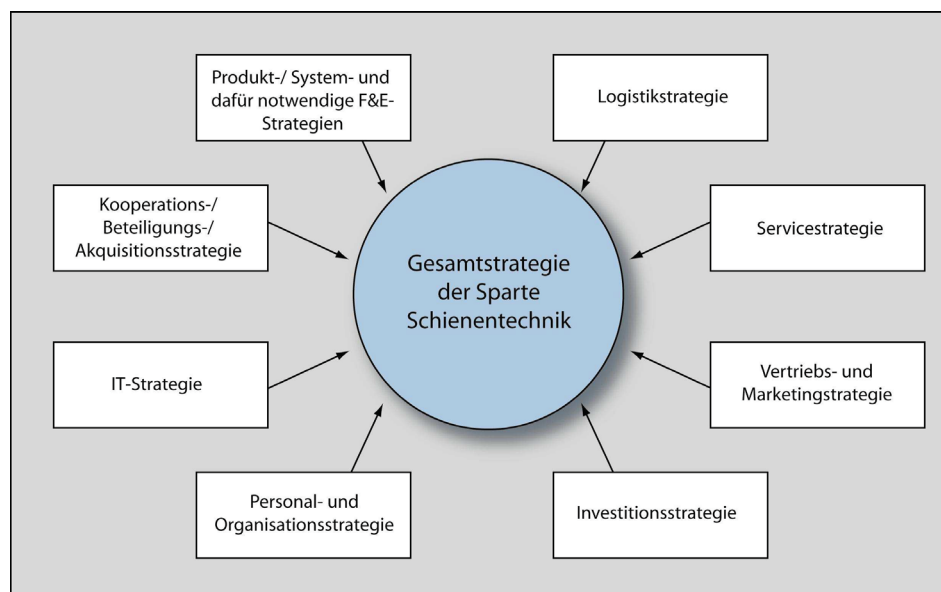 Produkt-/ System- und
dafür notwendige F&E-
Strategien
Logistikstrategie
Kooperations-/
Beteiligungs-/
Akquisitionsstrategie
Servicestrategie
Gesamtstrategie
der Sparte
Schienentechnik
IT-Strategie
Vertriebs- und
Marketingstrategie
Personal- und
Organisationsstrategie
Investitionsstrategie